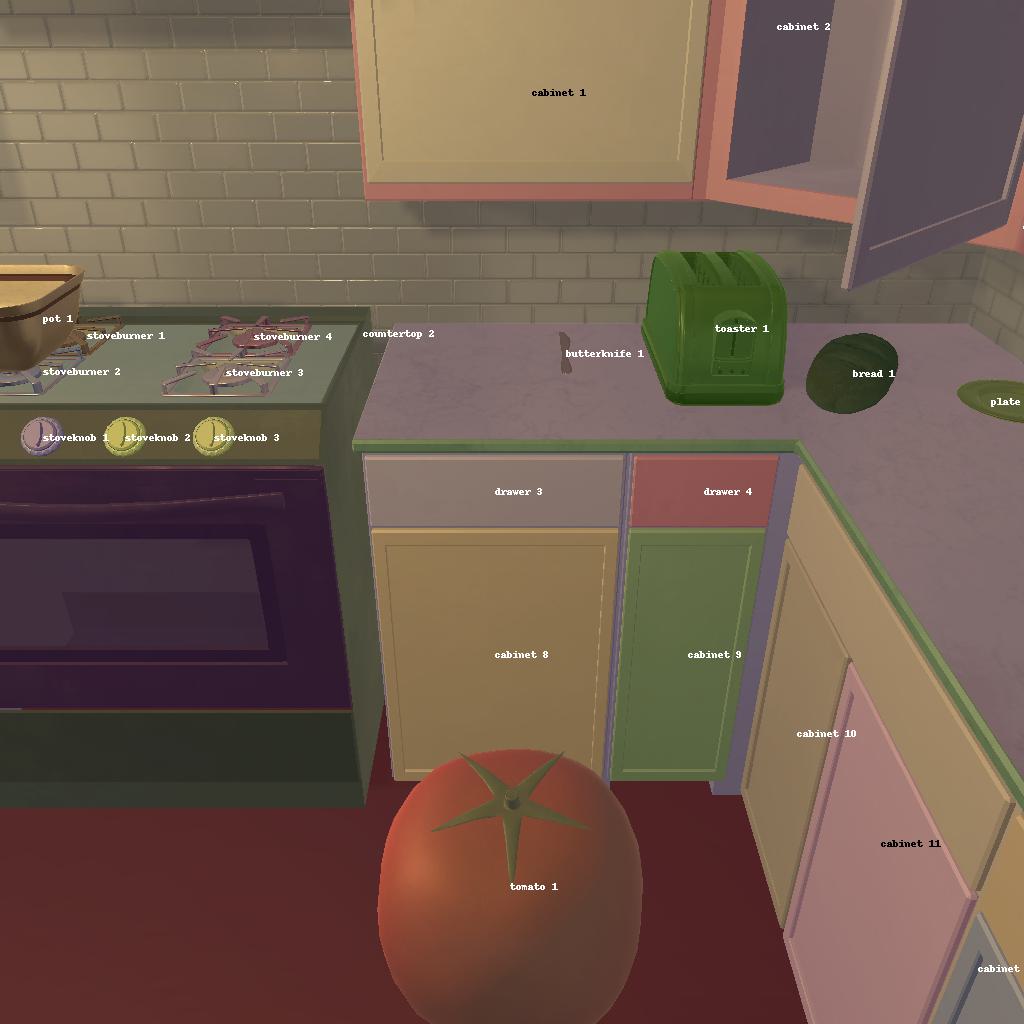 cabinet 2
cabinet 1
pot 1
stoveburner 1
stoveburner 4
countertop 2
toaster 1
butterknife 1
stoveburner 2
stoveburner 3
bread 1
plate
stoveknob 1
stoveknob 2
stoveknob 3
drawer 3
drawer 4
cabinet 8
cabinet 9
cabinet 10
cabinet 11
tomato 1
cabinet